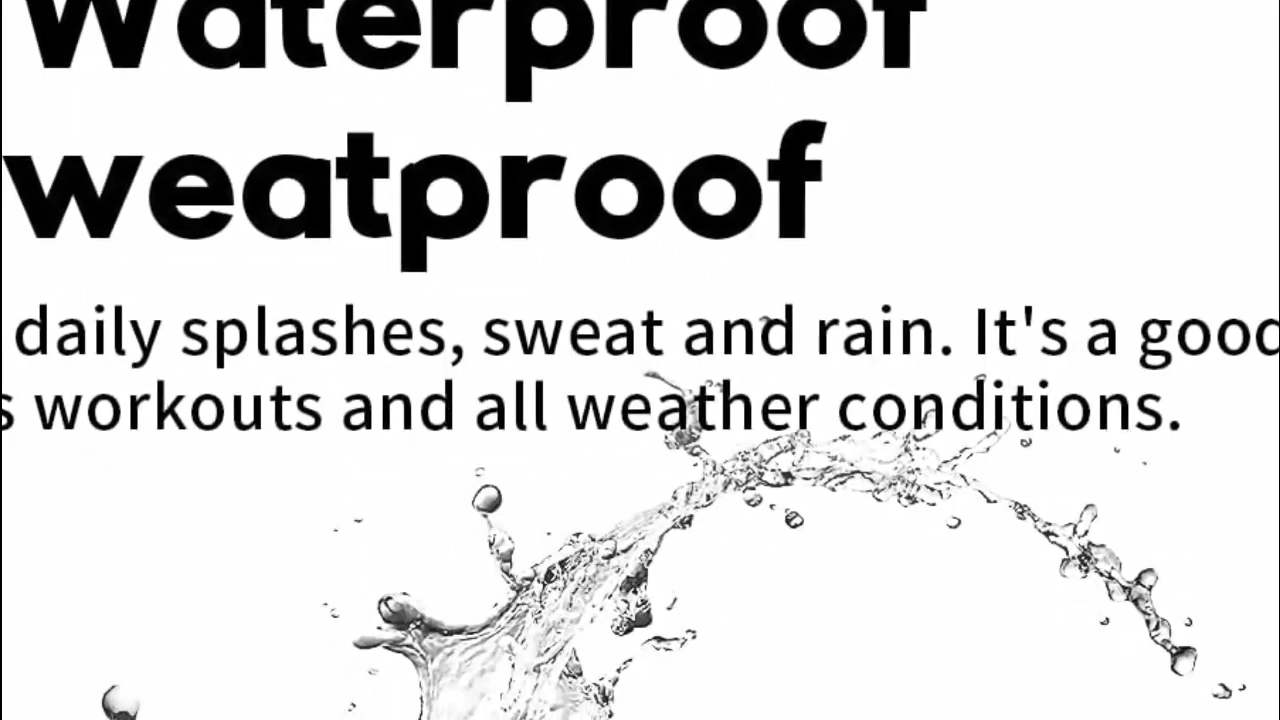 Waterproof
weatproof
daily splashes, sweat and rain. It's a good
s workouts and all weather conditions.